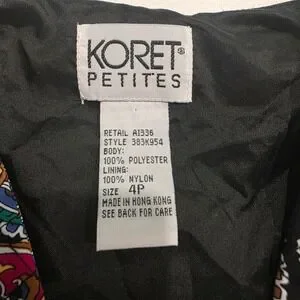 KORET®
PETITES
RETAIL A1336
STYLE 383K954
BODY:
100% POLYESTER
LINING:
100% NYLON
SIZE 4P
MADE IN HONG KONG
SEE BACK FOR CARE